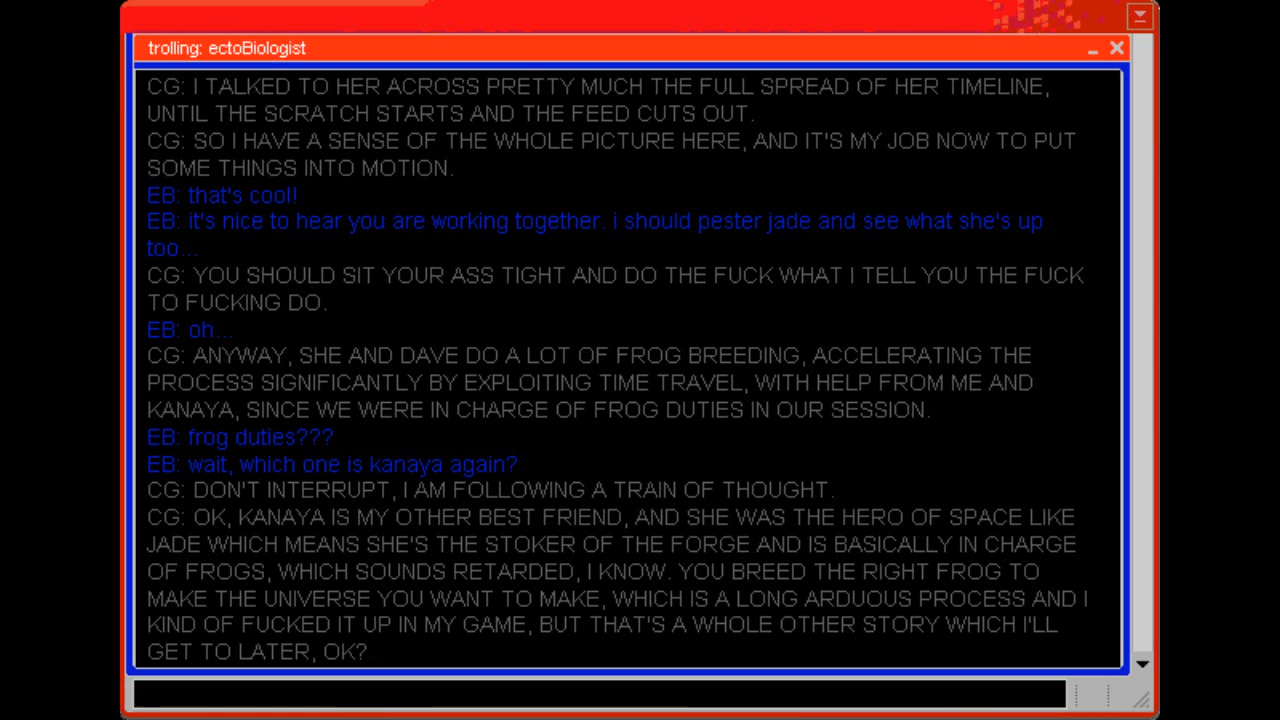 trolling: ectoBiologist
CG: I TALKED TO HER ACROSS PRETTY MUCH THE FULL SPREAD OF HER TIMELINE,
UNTIL THE SCRATCH STARTS AND THE FEED CUTS OUT.
CG: SO I HAVE A SENSE OF THE WHOLE PICTURE HERE, AND IT'S MY JOB NOW TO PUT
SOME THINGS INTO MOTION.
EB: that's cool!
EB: it's nice to hear you are working together. i should pester jade and see what she's up
too...
CG: YOU SHOULD SIT YOUR ASS TIGHT AND DO THE FUCK WHAT I TELL YOU THE FUCK
TO FUCKING DO.
EB: oh...
CG: ANYWAY, SHE AND DAVE DO A LOT OF FROG BREEDING, ACCELERATING THE
PROCESS SIGNIFICANTLY BY EXPLOITING TIME TRAVEL, WITH HELP FROM ME AND
KANAYA, SINCE WE WERE IN CHARGE OF FROG DUTIES IN OUR SESSION.
EB: frog duties???
EB: wait, which one is kanaya again?
CG: DON'T INTERRUPT, I AM FOLLOWING A TRAIN OF THOUGHT.
CG: OK, KANAYA IS MY OTHER BEST FRIEND, AND SHE WAS THE HERO OF SPACE LIKE
JADE WHICH MEANS SHE'S THE STOKER OF THE FORGE AND IS BASICALLY IN CHARGE
OF FROGS, WHICH SOUNDS RETARDED, I KNOW. YOU BREED THE RIGHT FROG TO
MAKE THE UNIVERSE YOU WANT TO MAKE, WHICH IS A LONG ARDUOUS PROCESS AND I
KIND OF FUCKED IT UP IN MY GAME, BUT THAT'S A WHOLE OTHER STORY WHICH I'LL
GET TO LATER, OK?